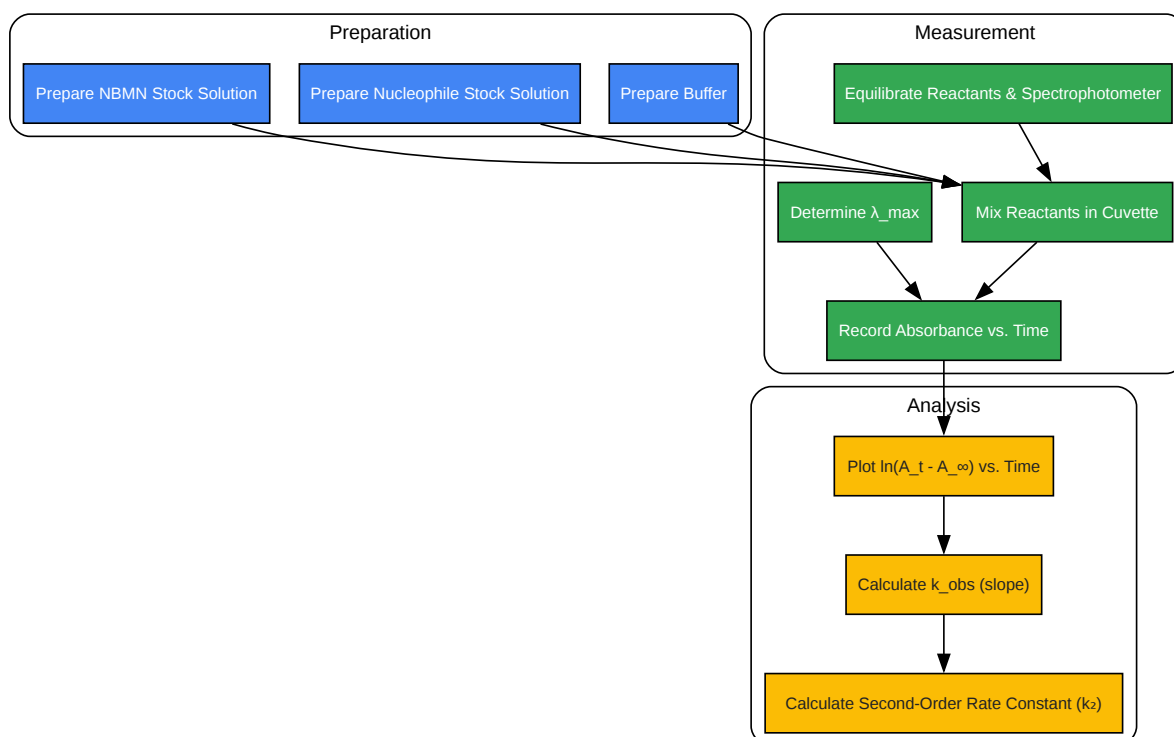 Preparation
Prepare NBMN Stock Solution
Prepare Nucleophile Stock Solution
Prepare Buffer
Measurement
Equilibrate Reactants & Spectrophotometer
Determine λ_max
Mix Reactants in Cuvette
Record Absorbance vs. Time
Analysis
Plot ln(A_t - A_∞) vs. Time
Calculate k_obs (slope)
Calculate Second-Order Rate Constant (k₂)